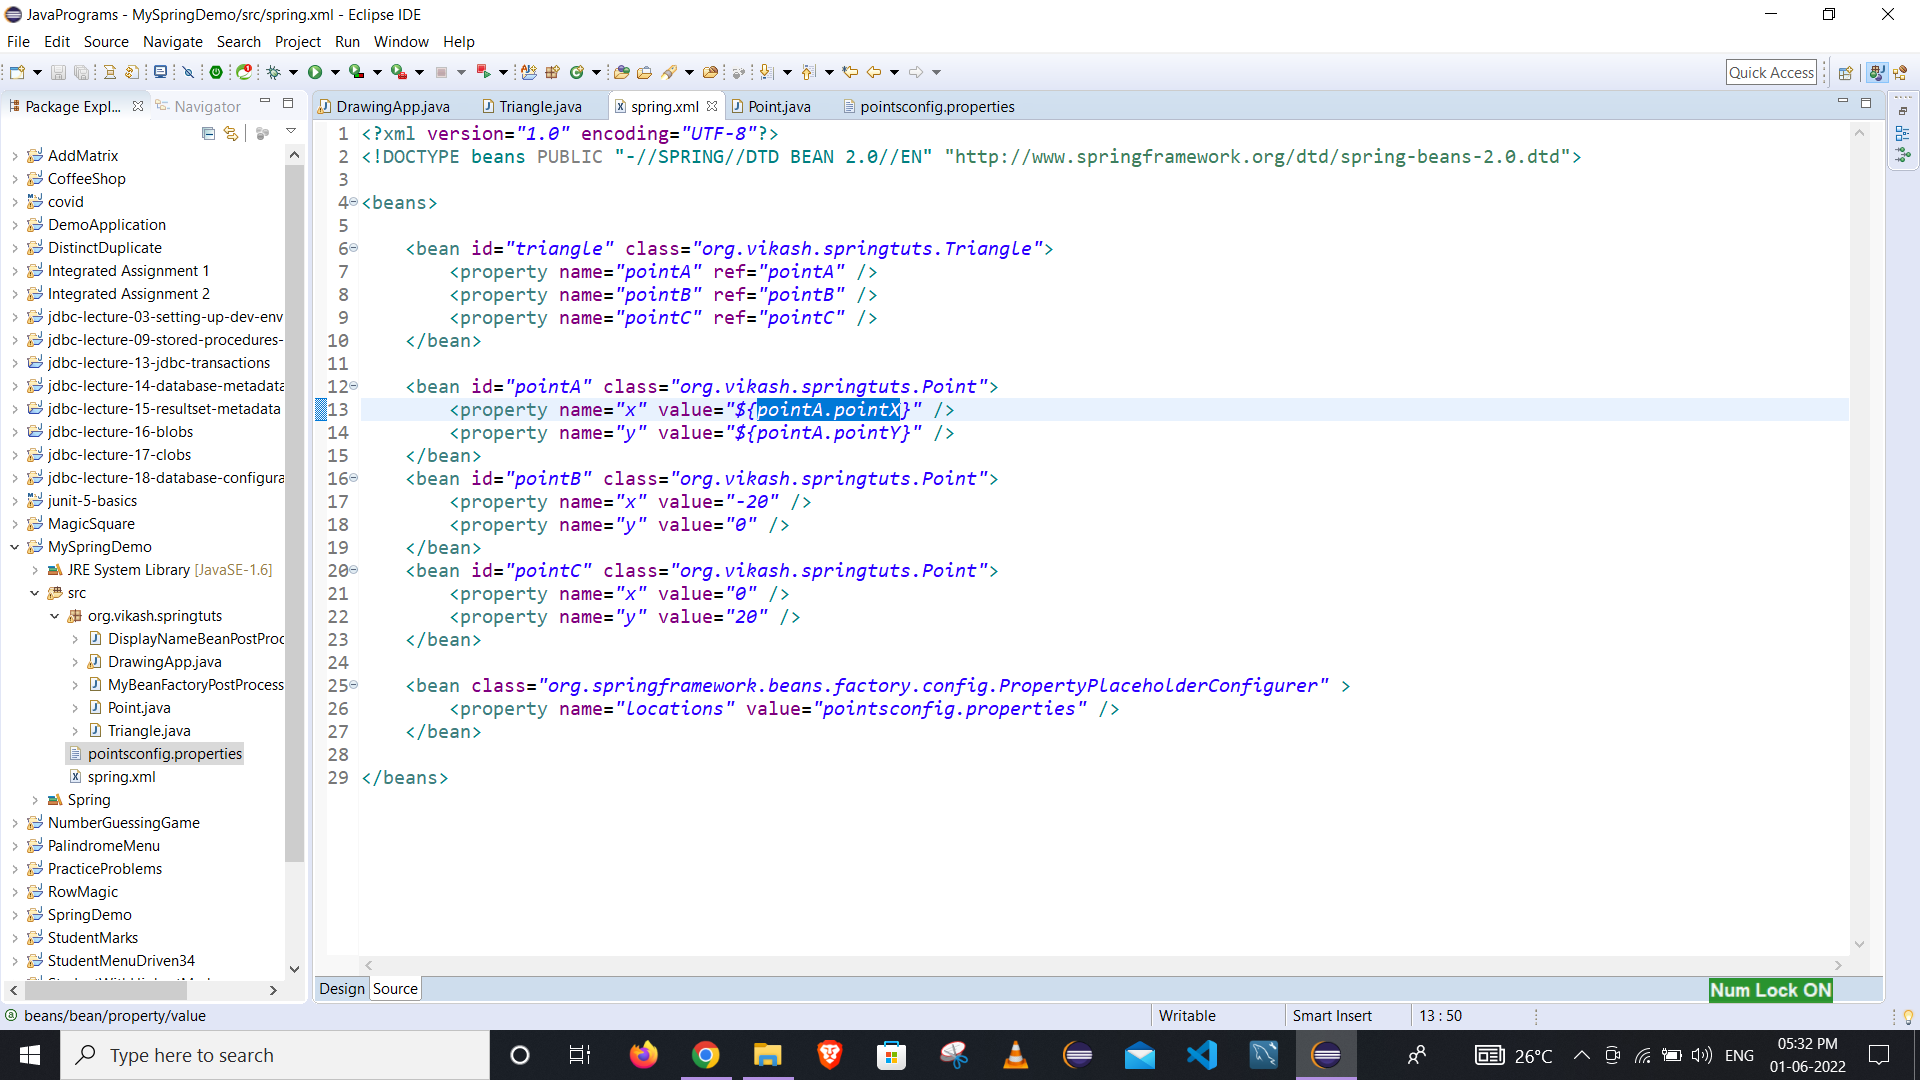 JavaPrograms - MySpringDemo/src/spring.xml - Eclipse IDE
File Edit Source Navigate Search Project Run Window Help
Quick Access
Package Expl... Navigator
DrawingApp.java Triangle.java spring.xml Point.java pointsconfig.properties
AddMatrix
CoffeeShop
covid
DemoApplication
DistinctDuplicate
Integrated Assignment 1
Integrated Assignment 2
jdbc-lecture-03-setting-up-dev-env
jdbc-lecture-09-stored-procedures-
jdbc-lecture-13-jdbc-transactions
jdbc-lecture-14-database-metadata
jdbc-lecture-15-resultset-metadata
jdbc-lecture-16-blobs
jdbc-lecture-17-clobs
jdbc-lecture-18-database-configura
junit-5-basics
MagicSquare
MySpringDemo
JRE System Library [JavaSE-1.6]
src
org.vikash.springtuts
DisplayNameBeanPostProc
DrawingApp.java
MyBeanFactoryPostProcess
Point.java
Triangle.java
pointsconfig.properties
spring.xml
Spring
NumberGuessingGame
PalindromeMenu
PracticeProblems
RowMagic
SpringDemo
StudentMarks
StudentMenuDriven34
1 <?xml version="1.0" encoding="UTF-8"?>
2 <!DOCTYPE beans PUBLIC "-//SPRING//DTD BEAN 2.0//EN" "http://www.springframework.org/dtd/spring-beans-2.0.dtd">
3
4 <beans>
5
6 <bean id="triangle" class="org.vikash.springtuts.Triangle">
7 <property name="pointA" ref="pointA" />
8 <property name="pointB" ref="pointB" />
9 <property name="pointC" ref="pointC" />
10 </bean>
11
12 <bean id="pointA" class="org.vikash.springtuts.Point">
13 <property name="x" value="${pointA.pointX}" />
14 <property name="y" value="${pointA.pointY}" />
15 </bean>
16 <bean id="pointB" class="org.vikash.springtuts.Point">
17 <property name="x" value="-20" />
18 <property name="y" value="0" />
19 </bean>
20 <bean id="pointC" class="org.vikash.springtuts.Point">
21 <property name="x" value="0" />
22 <property name="y" value="20" />
23 </bean>
24
25 <bean class="org.springframework.beans.factory.config.PropertyPlaceholderConfigurer" >
26 <property name="locations" value="pointsconfig.properties" />
27 </bean>
28
29 </beans>
Design Source
Num Lock ON
beans/bean/property/value
Writable Smart Insert 13 : 50
Type here to search
26°C ENG
05:32 PM
01-06-2022